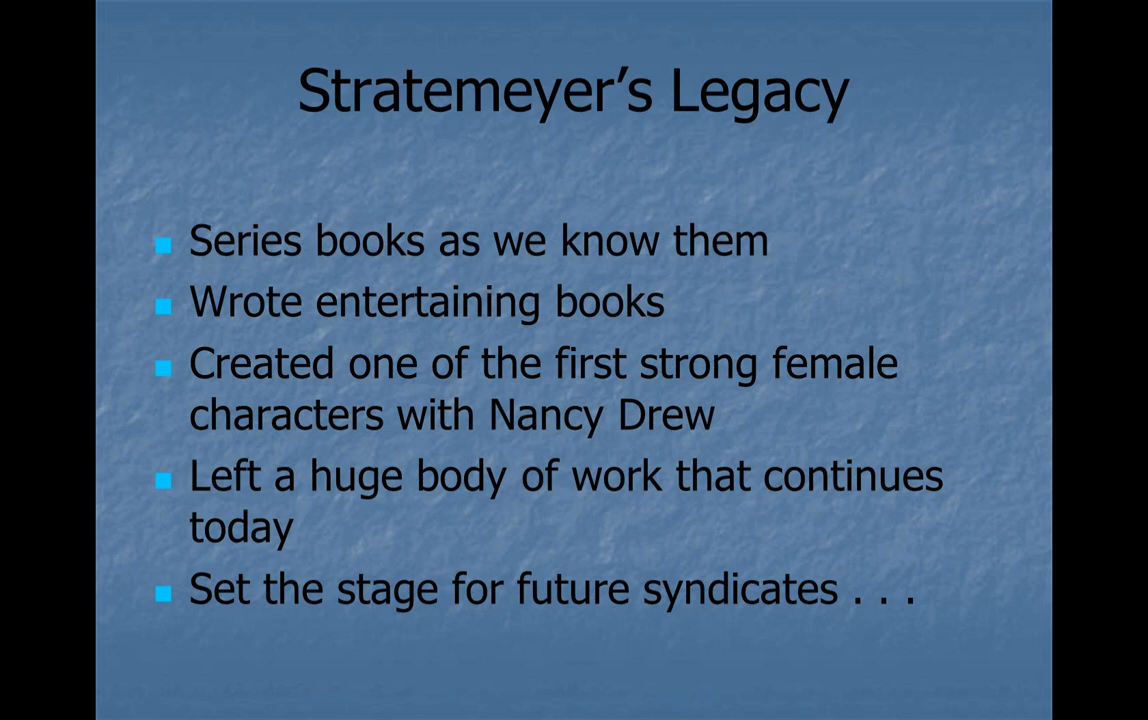 Stratemeyer’s Legacy
Series books as we know them
Wrote entertaining books
Created one of the first strong female
characters with Nancy Drew
Left a huge body of work that continues
today
Set the stage for future syndicates . . .